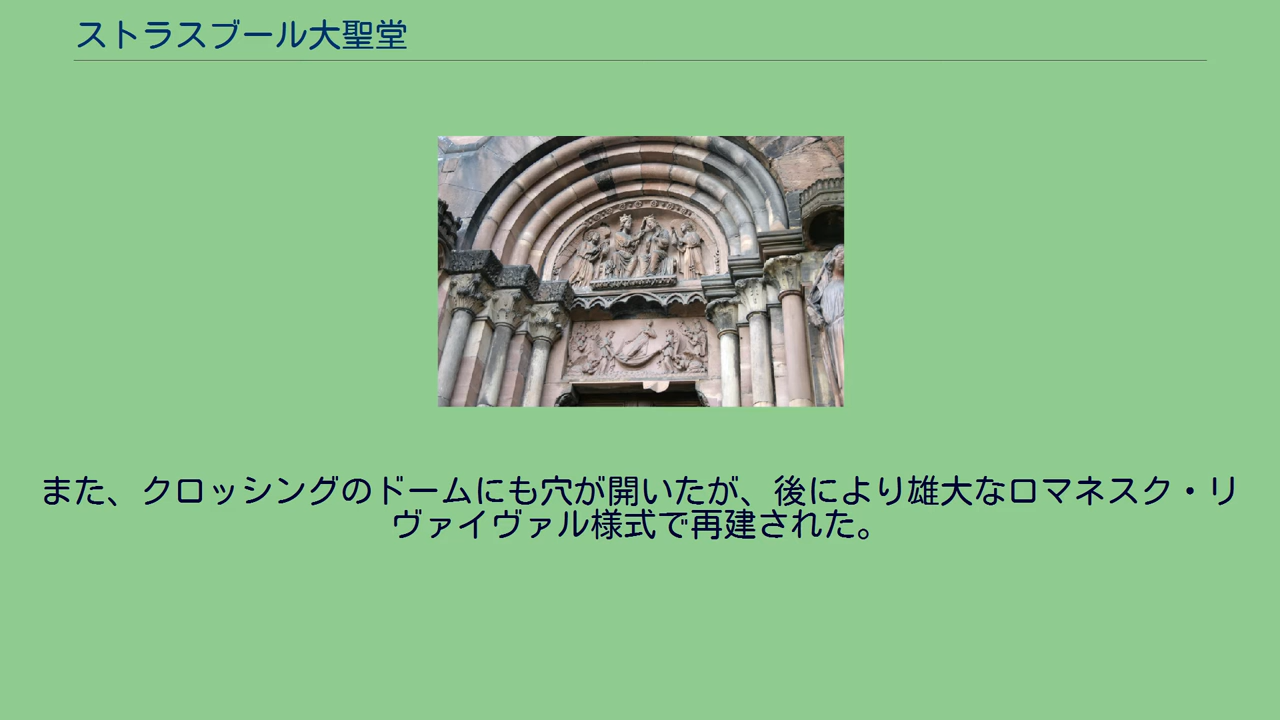 ストラスブール大聖堂
また、クロッシングのドームにも穴が開いたが、後により雄大なロマネスク・リ
ヴァイヴァル様式で再建された。